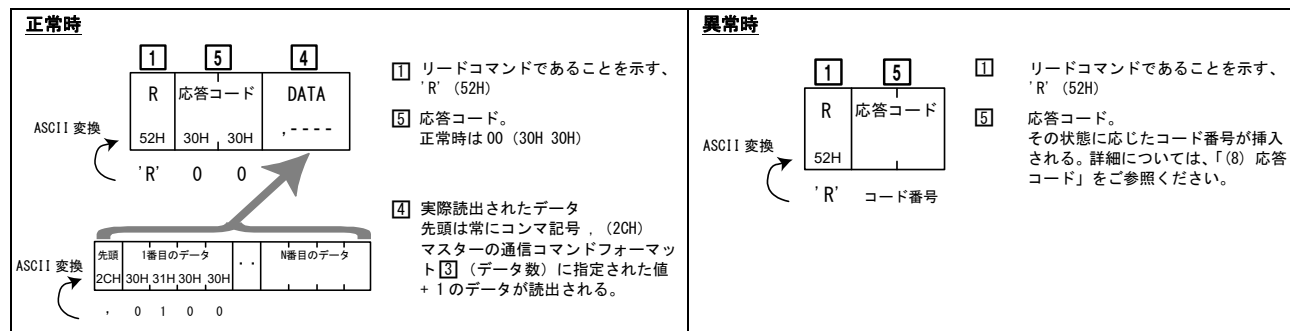 正常時
1 5 4
R 応答コード DATA
,----
ASCII 変換
52H 30H 30H
'R' 0 0
先頭 1番目のデータ ・・ N番目のデータ
ASCII 変換
2CH 30H 31H 30H 30H
, 0 1 0 0
1 リードコマンドであることを示す、
'R' (52H)
5 応答コード。
正常時は 00 (30H 30H)
4 実際読出されたデータ
先頭は常にコンマ記号 , (2CH)
マスターの通信コマンドフォーマッ
ト3 (データ数) に指定された値
+ 1 のデータが読出される。
異常時
1 5
R 応答コード
ASCII 変換
52H
'R' コード番号
1 リードコマンドであることを示す、
'R' (52H)
5 応答コード。
その状態に応じたコード番号が挿入
される。詳細については、「(8) 応答
コード」をご参照ください。